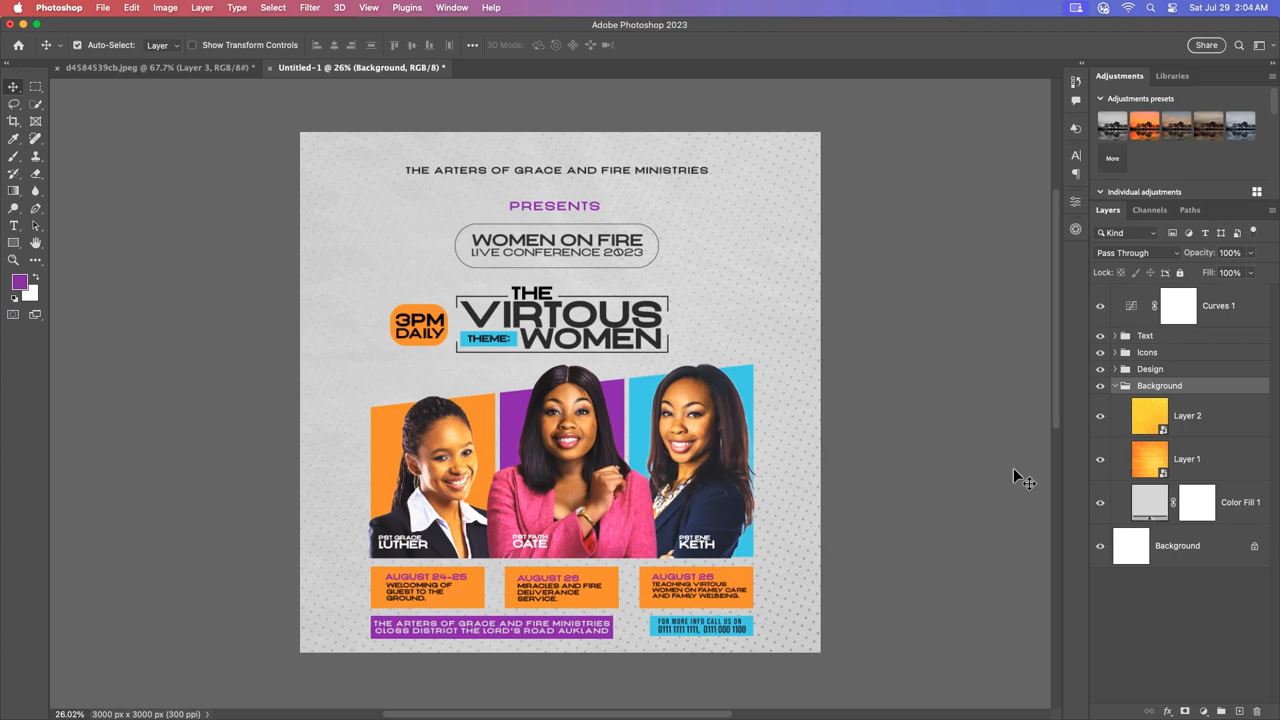 Photoshop File Edit Image Layer Type Select Filter 3D View Plugins Window Help Sat Jul 29 2:04 AM
Adobe Photoshop 2023
Auto-Select: Layer Show Transform Controls 3D Mode: Share
× d4584539cb.jpeg @ 67.7% (Layer 3, RGB/8#) * × Untitled-1 @ 26% (Background, RGB/8) *
Adjustments Libraries
Adjustments presets
More
Individual adjustments
Layers Channels Paths
Kind
Pass Through Opacity: 100%
Lock: Fill: 100%
Curves 1
Text
Icons
Design
Background
Layer 2
Layer 1
Color Fill 1
Background
THE ARTERS OF GRACE AND FIRE MINISTRIES
PRESENTS
WOMEN ON FIRE
LIVE CONFERENCE 2023
3PM
DAILY
THE
VIRTOUS
THEME: WOMEN
PST GRACE
LUTHER
PST FAITH
OATE
PST ENE
KETH
AUGUST 24-25
WELCOMING OF
GUEST TO THE
GROUND.
AUGUST 26
MIRACLES AND FIRE
DELIVERANCE
SERVICE.
AUGUST 26
TEACHING VIRTOUS
WOMEN ON FAMILY CARE
AND FAMILY WELBEING.
THE ARTERS OF GRACE AND FIRE MINISTRIES
CLOSS DISTRICT THE LORD'S ROAD AUKLAND
FOR MORE INFO CALL US ON
0111 1111 1111, 0111 000 1100
26.02% 3000 px x 3000 px (300 ppi)